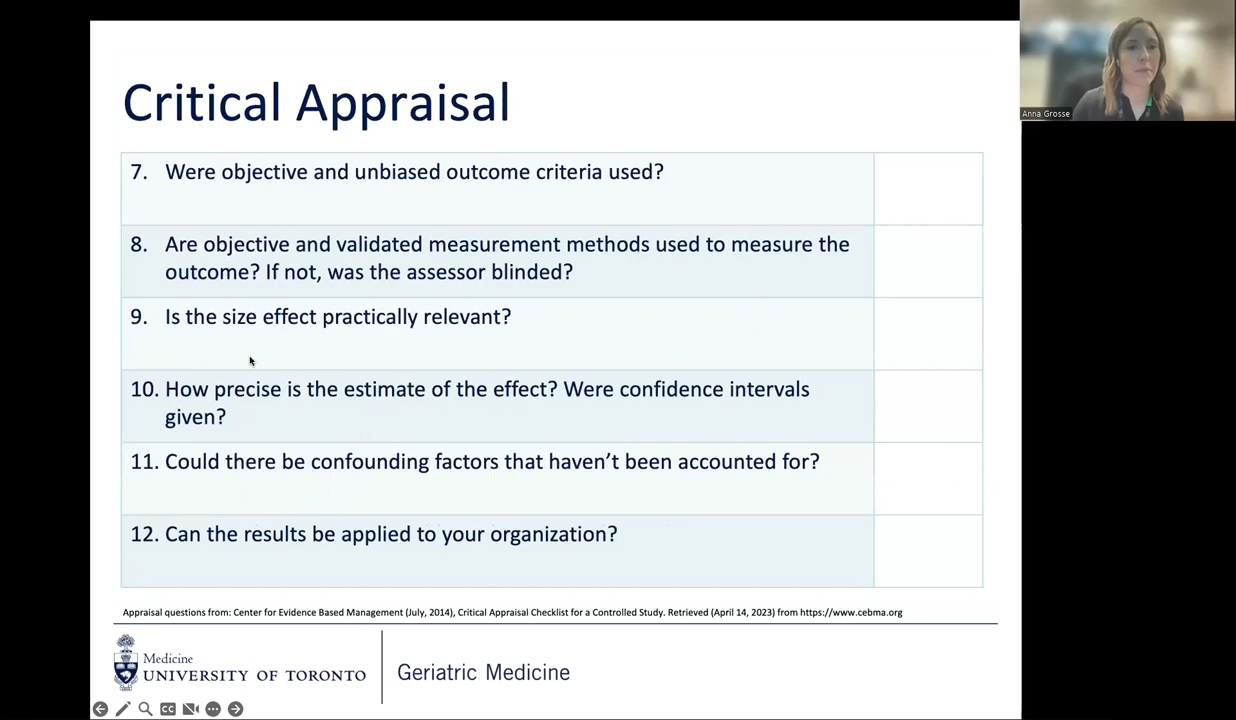 Critical Appraisal
Anna Grosse
7. Were objective and unbiased outcome criteria used?
8. Are objective and validated measurement methods used to measure the
outcome? If not, was the assessor blinded?
9. Is the size effect practically relevant?
10. How precise is the estimate of the effect? Were confidence intervals
given?
11. Could there be confounding factors that haven’t been accounted for?
12. Can the results be applied to your organization?
Appraisal questions from: Center for Evidence Based Management (July, 2014), Critical Appraisal Checklist for a Controlled Study. Retrieved (April 14, 2023) from https://www.cebma.org
Medicine
UNIVERSITY OF TORONTO
Geriatric Medicine
CC